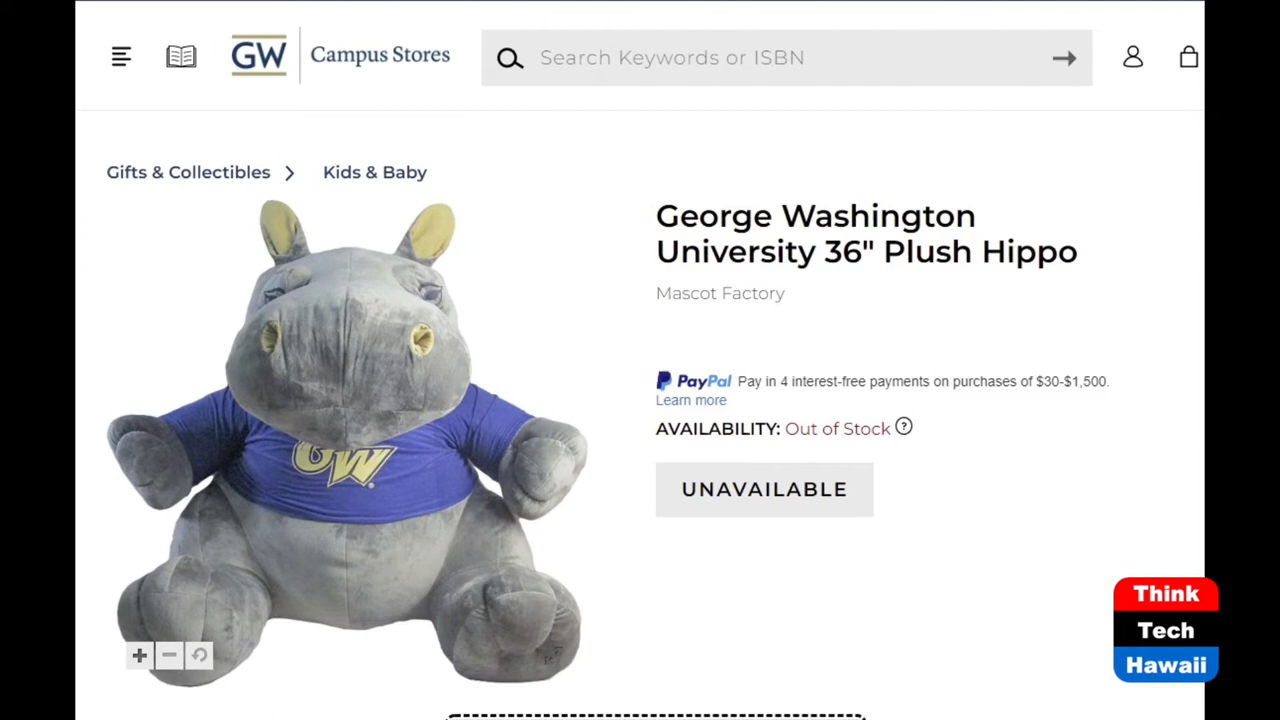 GW Campus Stores
Search Keywords or ISBN
Gifts & Collectibles
Kids & Baby
George Washington
University 36" Plush Hippo
Mascot Factory
PayPal Pay in 4 interest-free payments on purchases of $30-$1,500.
Learn more
AVAILABILITY: Out of Stock ?
UNAVAILABLE
GW
Think
Tech
Hawaii